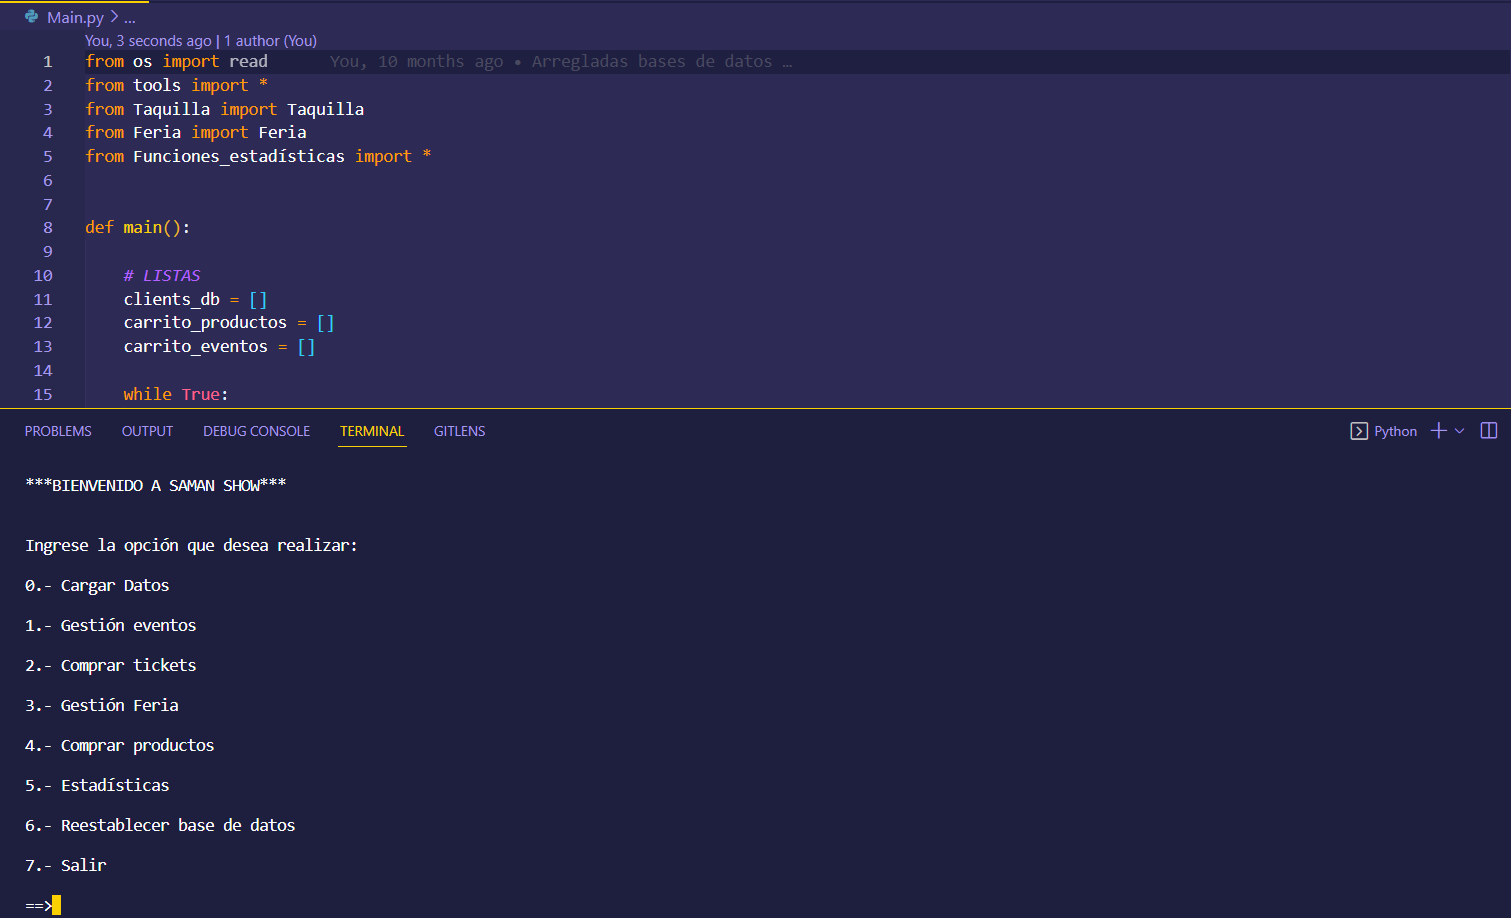 Main.py > ...
You, 3 seconds ago | 1 author (You)
1 from os import read You, 10 months ago • Arregladas bases de datos …
2 from tools import *
3 from Taquilla import Taquilla
4 from Feria import Feria
5 from Funciones_estadísticas import *
6
7
8 def main():
9
10 # LISTAS
11 clients_db = []
12 carrito_productos = []
13 carrito_eventos = []
14
15 while True:
PROBLEMS OUTPUT DEBUG CONSOLE TERMINAL GITLENS Python
***BIENVENIDO A SAMAN SHOW***
Ingrese la opción que desea realizar:
0.- Cargar Datos
1.- Gestión eventos
2.- Comprar tickets
3.- Gestión Feria
4.- Comprar productos
5.- Estadísticas
6.- Reestablecer base de datos
7.- Salir
==>